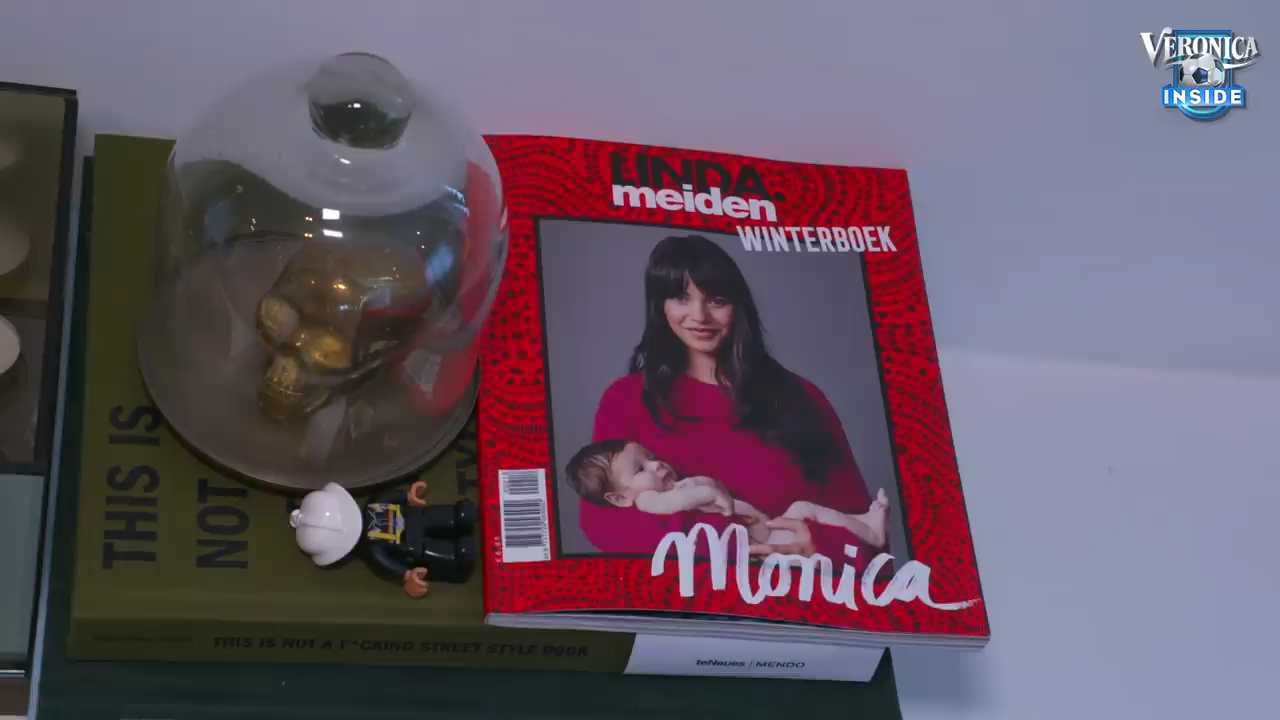 VERONICA
INSIDE
LINDA.
meiden
WINTERBOEK
Monica
THIS IS
NOT
THIS IS NOT A F*CKING STREET STYLE BOOK
teNeues | MENDO